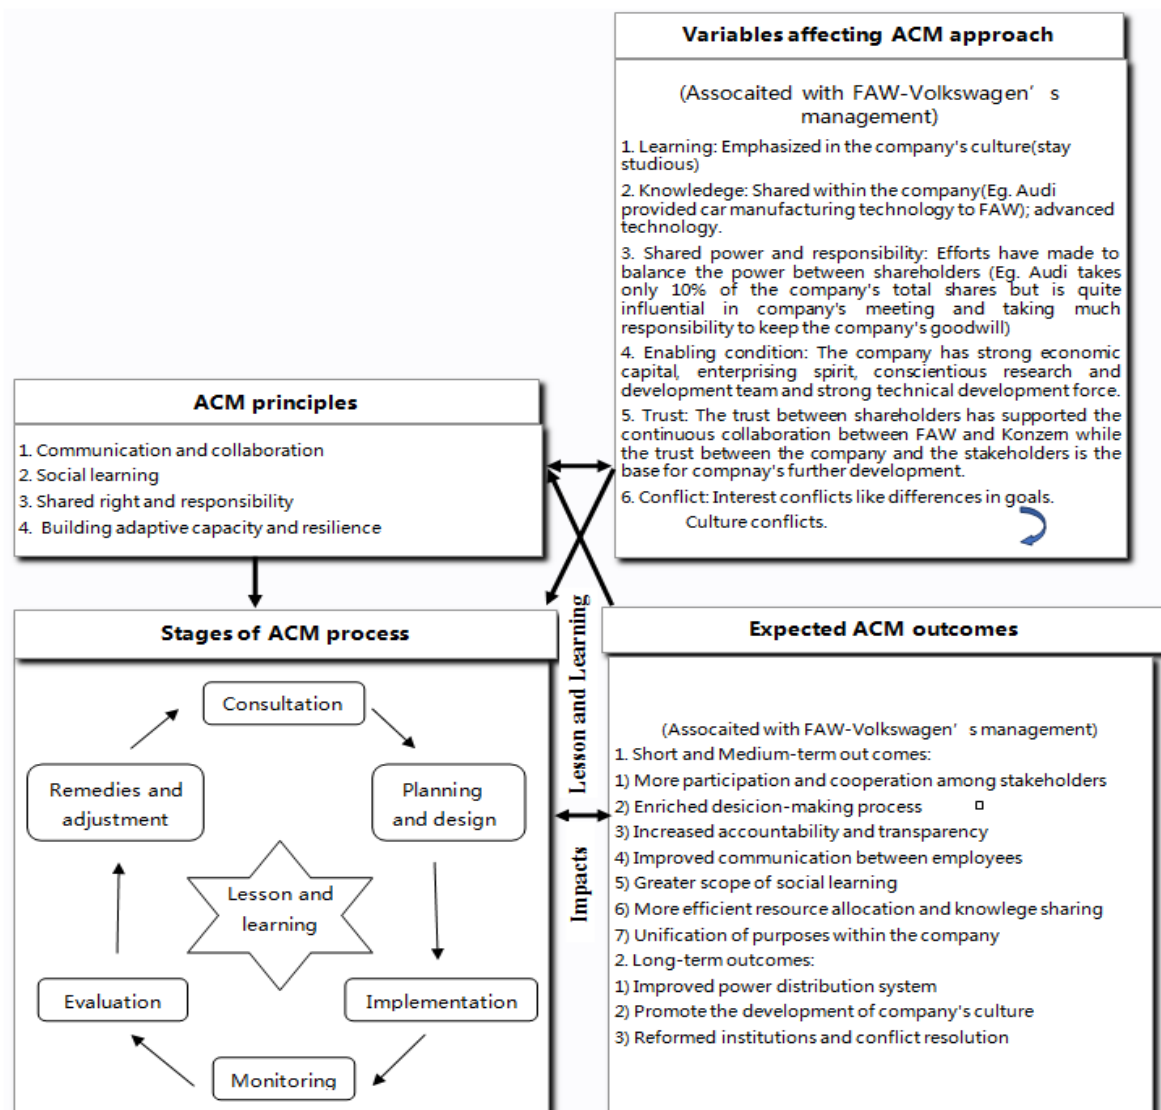 Variables affecting ACM approach
(Assocaited with FAW-Volkswagen' s
management)
1. Learning: Emphasized in the company's culture(stay
studious)
2. Knowledege: Shared within the company(Eg. Audi
provided car manufacturing technology to FAW); advanced
technology.
3. Shared power and responsibility: Efforts have made to
balance the power between shareholders (Eg. Audi takes
only 10% of the company's total shares but is quite
influential in company's meeting and taking much
responsibility to keep the company's goodwill)
4. Enabling condition: The company has strong economic
capital, enterprising spirit, conscientious research and
development team and strong technical development force.
5. Trust: The trust between shareholders has supported the
continuous collaboration between FAW and Konzern while
the trust between the company and the stakeholders is the
base for compnay's further development.
6. Conflict: Interest conflicts like differences in goals.
Culture conflicts.
ACM principles
1. Communication and collaboration
2. Social learning
3. Shared right and responsibility
4. Building adaptive capacity and resilience
Stages of ACM process
Consultation
Planning
and design
Implementation
Monitoring
Evaluation
Remedies and
adjustment
Lesson and
learning
Lesson and Learning
Impacts
Expected ACM outcomes
(Assocaited with FAW-Volkswagen' s management)
1. Short and Medium-term out comes:
1) More participation and cooperation among stakeholders
2) Enriched desicion-making process
3) Increased accountability and transparency
4) Improved communication between employees
5) Greater scope of social learning
6) More efficient resource allocation and knowlege sharing
7) Unification of purposes within the company
2. Long-term outcomes:
1) Improved power distribution system
2) Promote the development of company's culture
3) Reformed institutions and conflict resolution